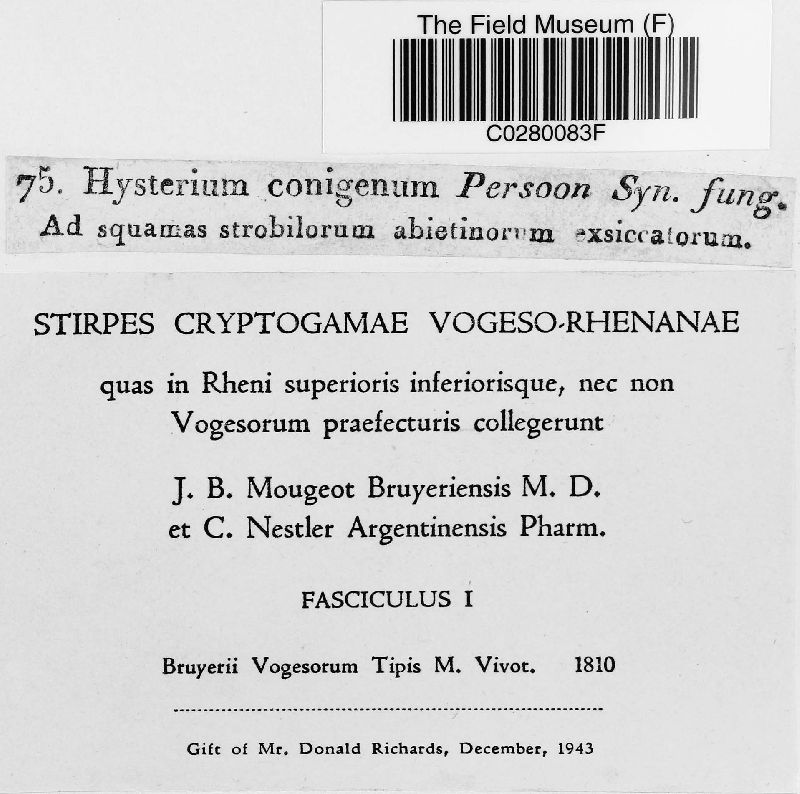 The Field Museum (F)
C0280083F
75. Hysterium conigenum Persoon Syn. fung.
Ad squamas strobilorum abietinorum exsiccatorum.
STIRPES CRYPTOGAMAE VOGESO-RHENANAE
quas in Rheni superioris inferiorisque, nec non
Vogesorum praefecturis collegerunt
J. B. Mougeot Bruyeriensis M. D.
et C. Nestler Argentinensis Pharm.
FASCICULUS I
Bruyerii Vogesorum Tipis M. Vivot. 1810
Gift of Mr. Donald Richards, December, 1943